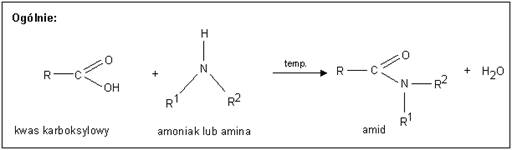 Ogólnie:
R—C O OH + H N R¹ R² temp. R—C O N—R² R¹ + H₂O
kwas karboksylowy amoniak lub amina amid